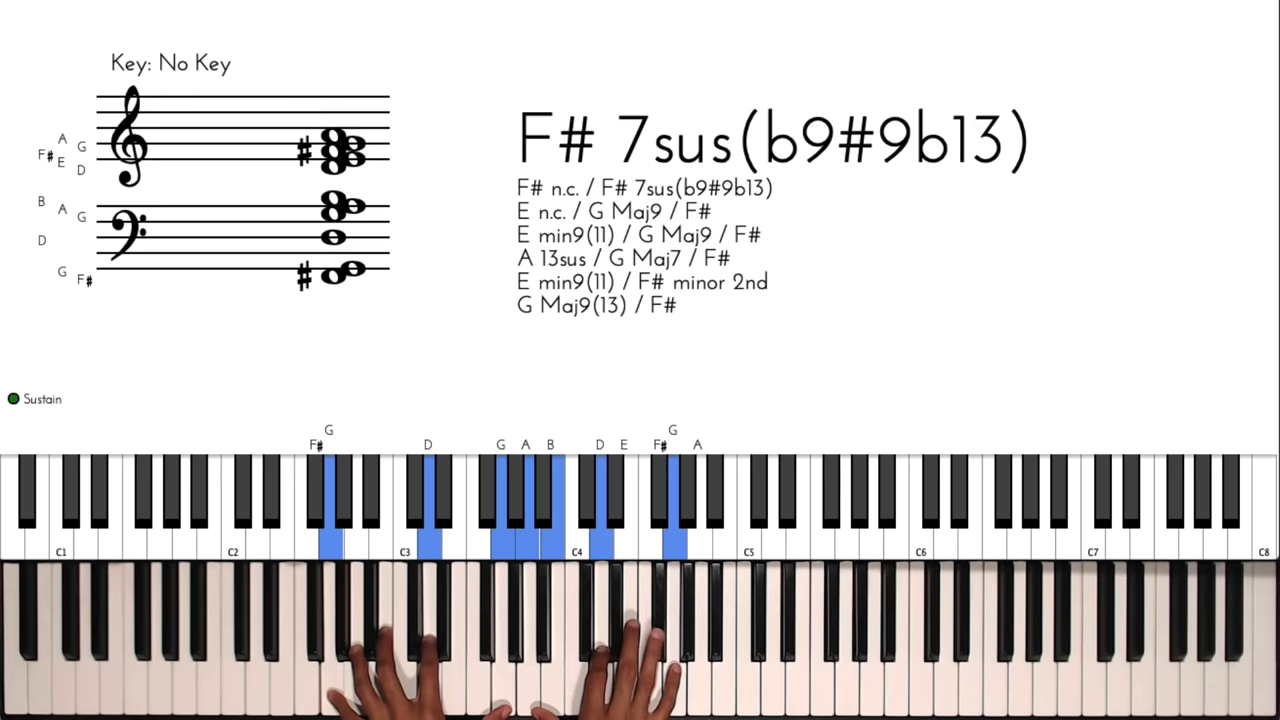 Key: No Key
F# 7sus(b9#9b13)
F# n.c. / F# 7sus(b9#9b13)
E n.c. / G Maj9 / F#
E min9(11) / G Maj9 / F#
A 13sus / G Maj7 / F#
E min9(11) / F# minor 2nd
G Maj9(13) / F#
A
G
F#
E
D
B
A
G
D
G
F#
Sustain
G G
F# D G A B D E F# A
C1 C2 C3 C4 C5 C6 C7 C8